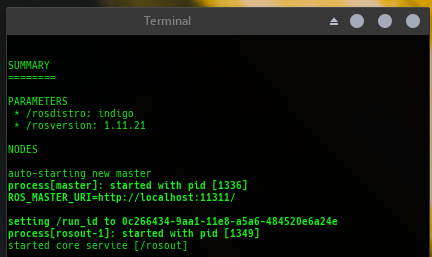 Terminal
SUMMARY
========
PARAMETERS
* /rosdistro: indigo
* /rosversion: 1.11.21
NODES
auto-starting new master
process[master]: started with pid [1336]
ROS_MASTER_URI=http://localhost:11311/
setting /run_id to 0c266434-9aa1-11e8-a5a6-484520e6a24e
process[rosout-1]: started with pid [1349]
started core service [/rosout]